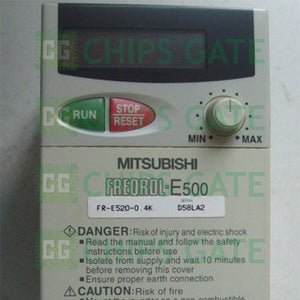 CHIPS GATE
RUN
STOP
RESET
MIN
MAX
MITSUBISHI
FREQROL-E500
FR-E520-0.4K
SERIAL
D58LA2
DANGER: Risk of injury and electric shock
Read the manual and follow the safety
instructions before use
Isolate from supply and wait 10 minutes
before removing this cover
Ensure proper earth connection
CAUTION: Risk of fire